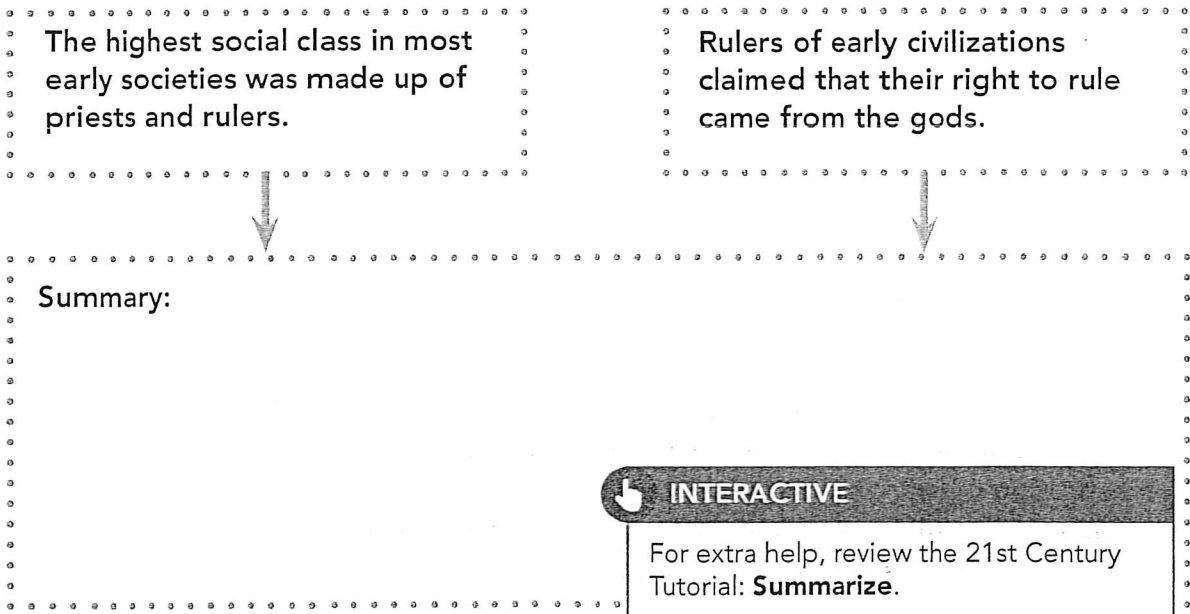 The highest social class in most
early societies was made up of
priests and rulers.
Rulers of early civilizations
claimed that their right to rule
came from the gods.
Summary:
INTERACTIVE
For extra help, review the 21st Century
Tutorial: Summarize.